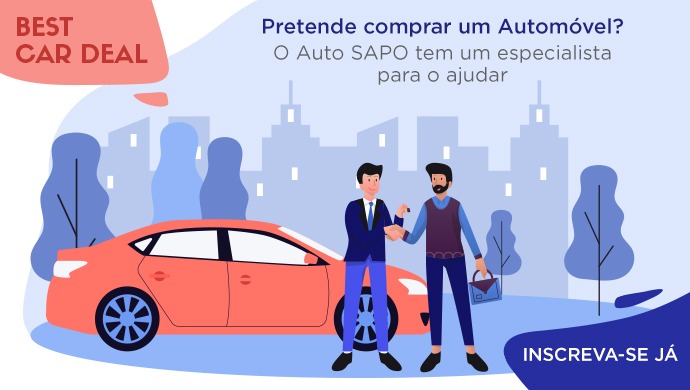 BEST
CAR DEAL
Pretende comprar um Automóvel?
O Auto SAPO tem um especialista
para o ajudar
INSCREVA-SE JÁ